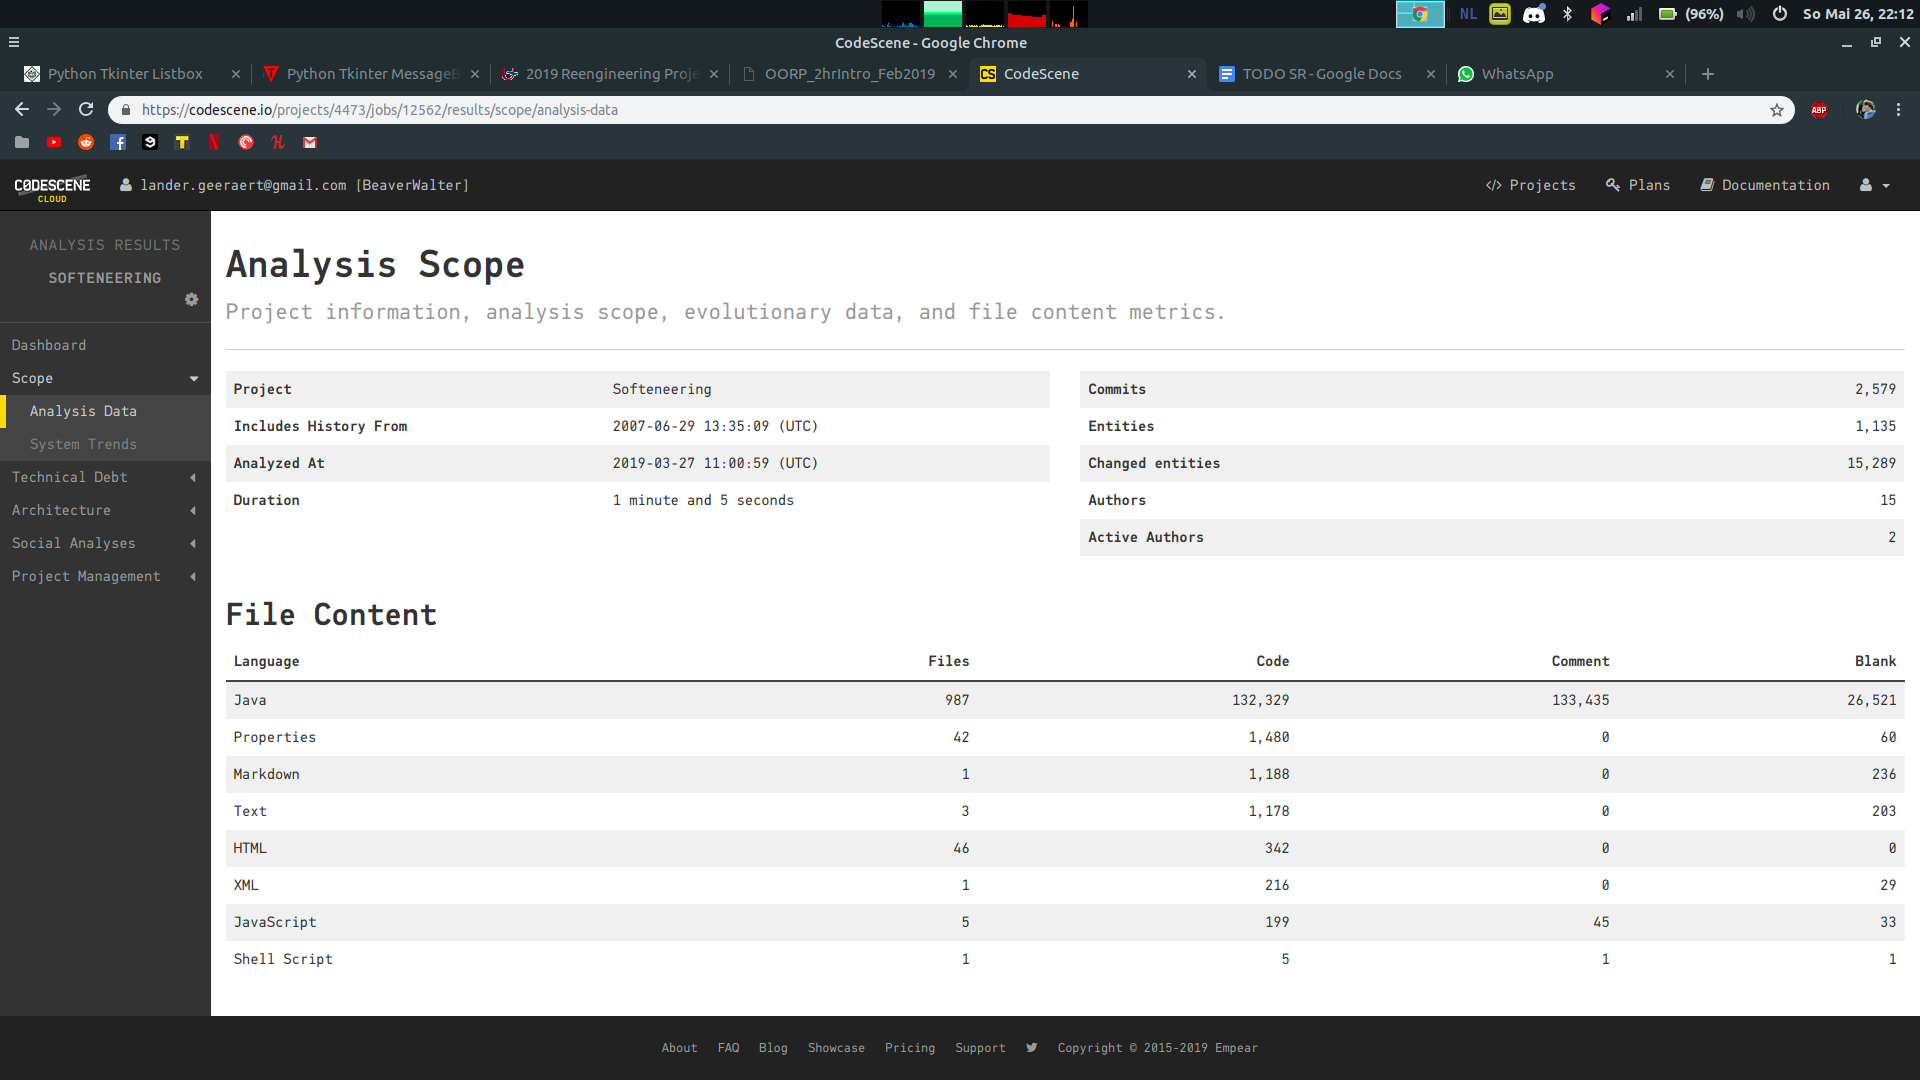 NL
(96%)
So Mai 26, 22:12
CodeScene - Google Chrome
Python Tkinter Listbox
Python Tkinter MessageB
2019 Reengineering Proje
OORP_2hrIntro_Feb2019
CS CodeScene
TODO SR - Google Docs
WhatsApp
https://codescene.io/projects/4473/jobs/12562/results/scope/analysis-data
ABP
CODESCENE
CLOUD
lander.geeraert@gmail.com [BeaverWalter]
</> Projects
Plans
Documentation
ANALYSIS RESULTS
SOFTENEERING
Dashboard
Scope
Analysis Data
System Trends
Technical Debt
Architecture
Social Analyses
Project Management
Analysis Scope
Project information, analysis scope, evolutionary data, and file content metrics.
Project Softeneering
Includes History From 2007-06-29 13:35:09 (UTC)
Analyzed At 2019-03-27 11:00:59 (UTC)
Duration 1 minute and 5 seconds
Commits 2,579
Entities 1,135
Changed entities 15,289
Authors 15
Active Authors 2
File Content
Language Files Code Comment Blank
Java 987 132,329 133,435 26,521
Properties 42 1,480 0 60
Markdown 1 1,188 0 236
Text 3 1,178 0 203
HTML 46 342 0 0
XML 1 216 0 29
JavaScript 5 199 45 33
Shell Script 1 5 1 1
About FAQ Blog Showcase Pricing Support Copyright © 2015-2019 Empear